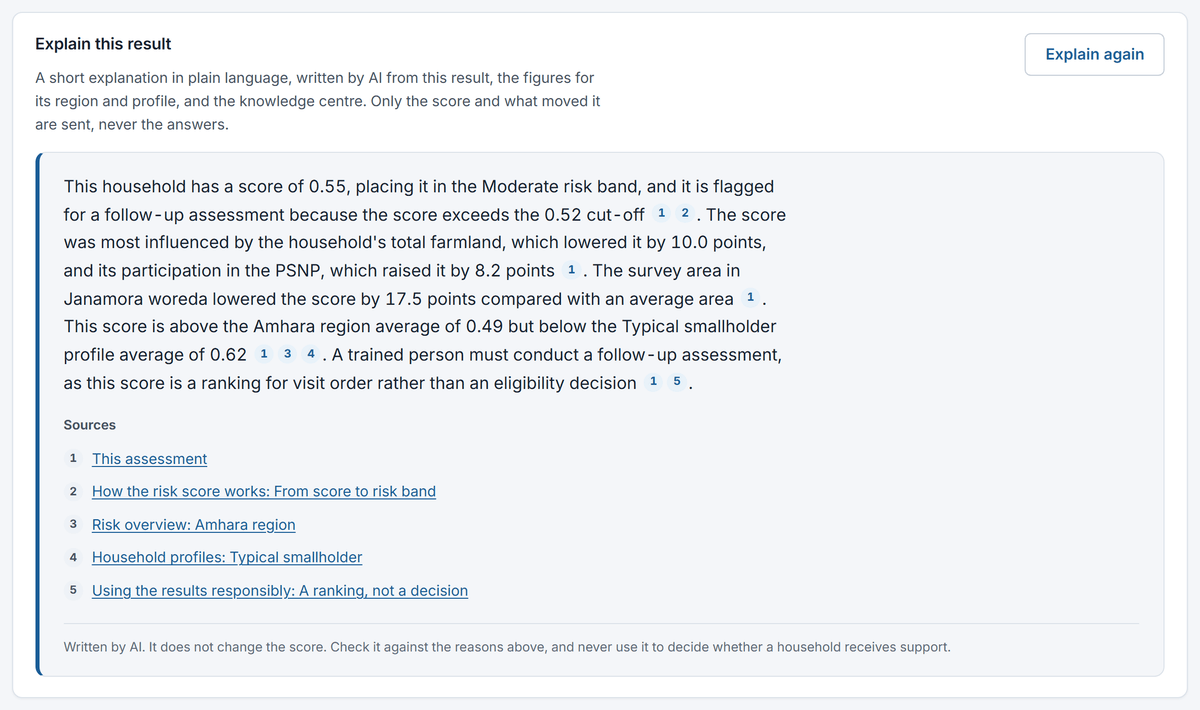 Explain this result
Explain again
A short explanation in plain language, written by AI from this result, the figures for
its region and profile, and the knowledge centre. Only the score and what moved it
are sent, never the answers.
This household has a score of 0.55, placing it in the Moderate risk band, and it is flagged
for a follow-up assessment because the score exceeds the 0.52 cut-off 1 2 . The score
was most influenced by the household's total farmland, which lowered it by 10.0 points,
and its participation in the PSNP, which raised it by 8.2 points 1 . The survey area in
Janamora woreda lowered the score by 17.5 points compared with an average area 1 .
This score is above the Amhara region average of 0.49 but below the Typical smallholder
profile average of 0.62 1 3 4 . A trained person must conduct a follow-up assessment,
as this score is a ranking for visit order rather than an eligibility decision 1 5 .
Sources
1 This assessment
2 How the risk score works: From score to risk band
3 Risk overview: Amhara region
4 Household profiles: Typical smallholder
5 Using the results responsibly: A ranking, not a decision
Written by AI. It does not change the score. Check it against the reasons above, and never use it to decide whether a household receives support.